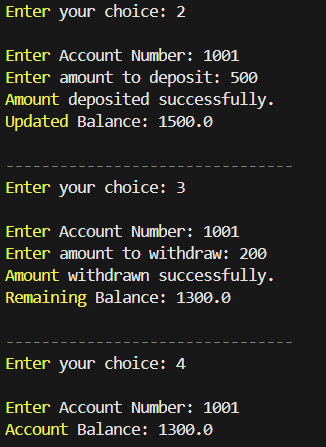 Enter your choice: 2
Enter Account Number: 1001
Enter amount to deposit: 500
Amount deposited successfully.
Updated Balance: 1500.0
--------------------------------
Enter your choice: 3
Enter Account Number: 1001
Enter amount to withdraw: 200
Amount withdrawn successfully.
Remaining Balance: 1300.0
--------------------------------
Enter your choice: 4
Enter Account Number: 1001
Account Balance: 1300.0